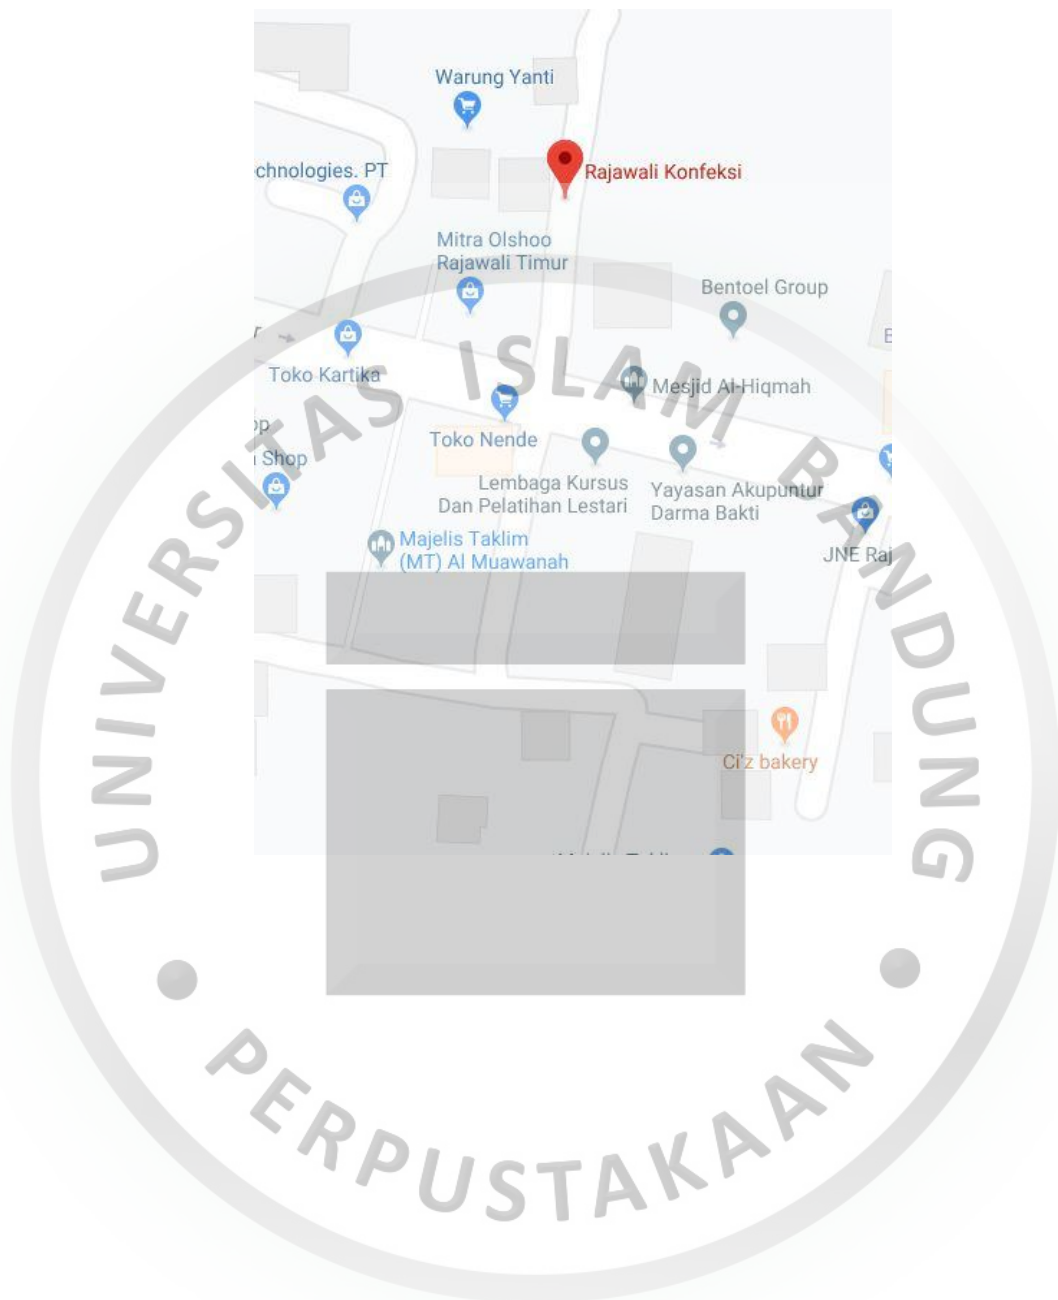 Warung Yanti
Rajawali Konfeksi
chnologies. PT
Mitra Olshoo
Rajawali Timur
Bentoel Group
Toko Kartika
Mesjid Al-Hiqmah
Toko Nende
Shop
Lembaga Kursus
Dan Pelatihan Lestari
Yayasan Akupuntur
Darma Bakti
Majelis Taklim
(MT) Al Muawanah
JNE Raj
Ci'z bakery
UNIVERSITAS ISLAM BANDUNG
PERPUSTAKAAN